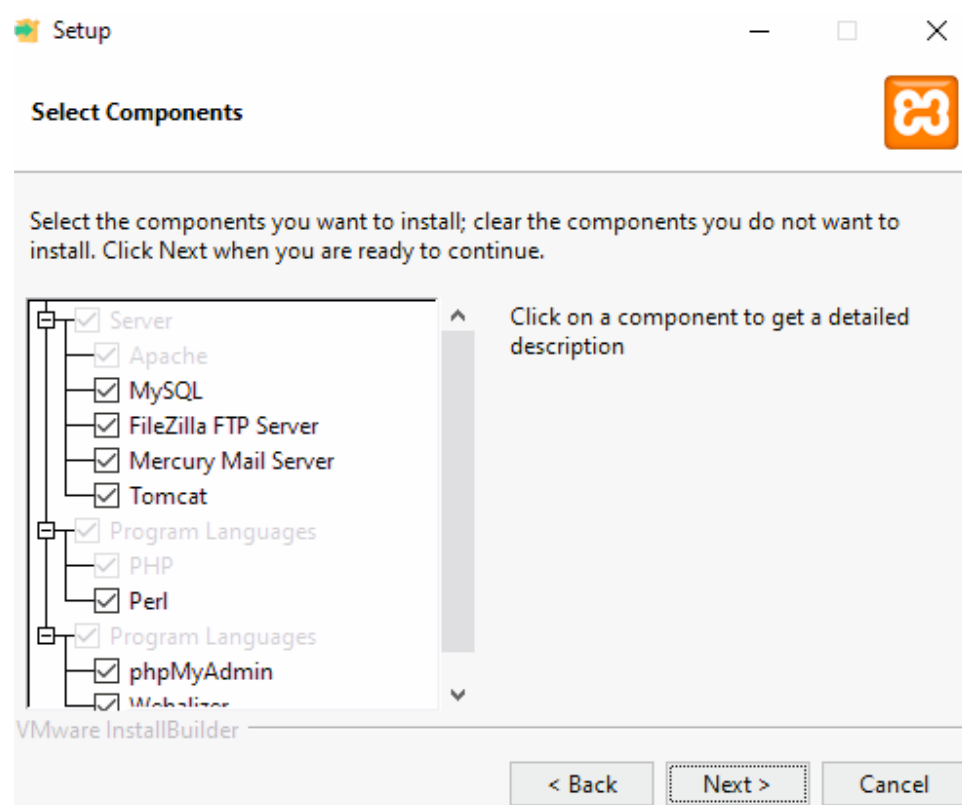 Setup
Select Components
Select the components you want to install; clear the components you do not want to
install. Click Next when you are ready to continue.
Server
Apache
MySQL
FileZilla FTP Server
Mercury Mail Server
Tomcat
Program Languages
PHP
Perl
Program Languages
phpMyAdmin
Webalizer
Click on a component to get a detailed
description
VMware InstallBuilder
< Back
Next >
Cancel